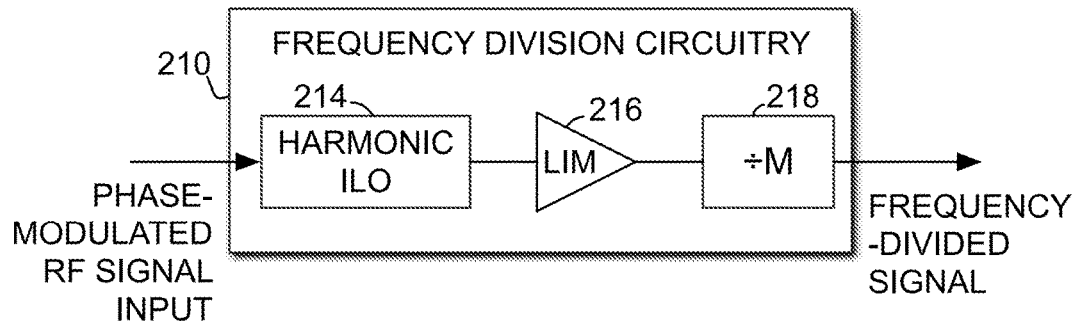 FREQUENCY DIVISION CIRCUITRY
210
214
216
218
HARMONIC
ILO
LIM
÷M
PHASE-
MODULATED
RF SIGNAL
INPUT
FREQUENCY
-DIVIDED
SIGNAL